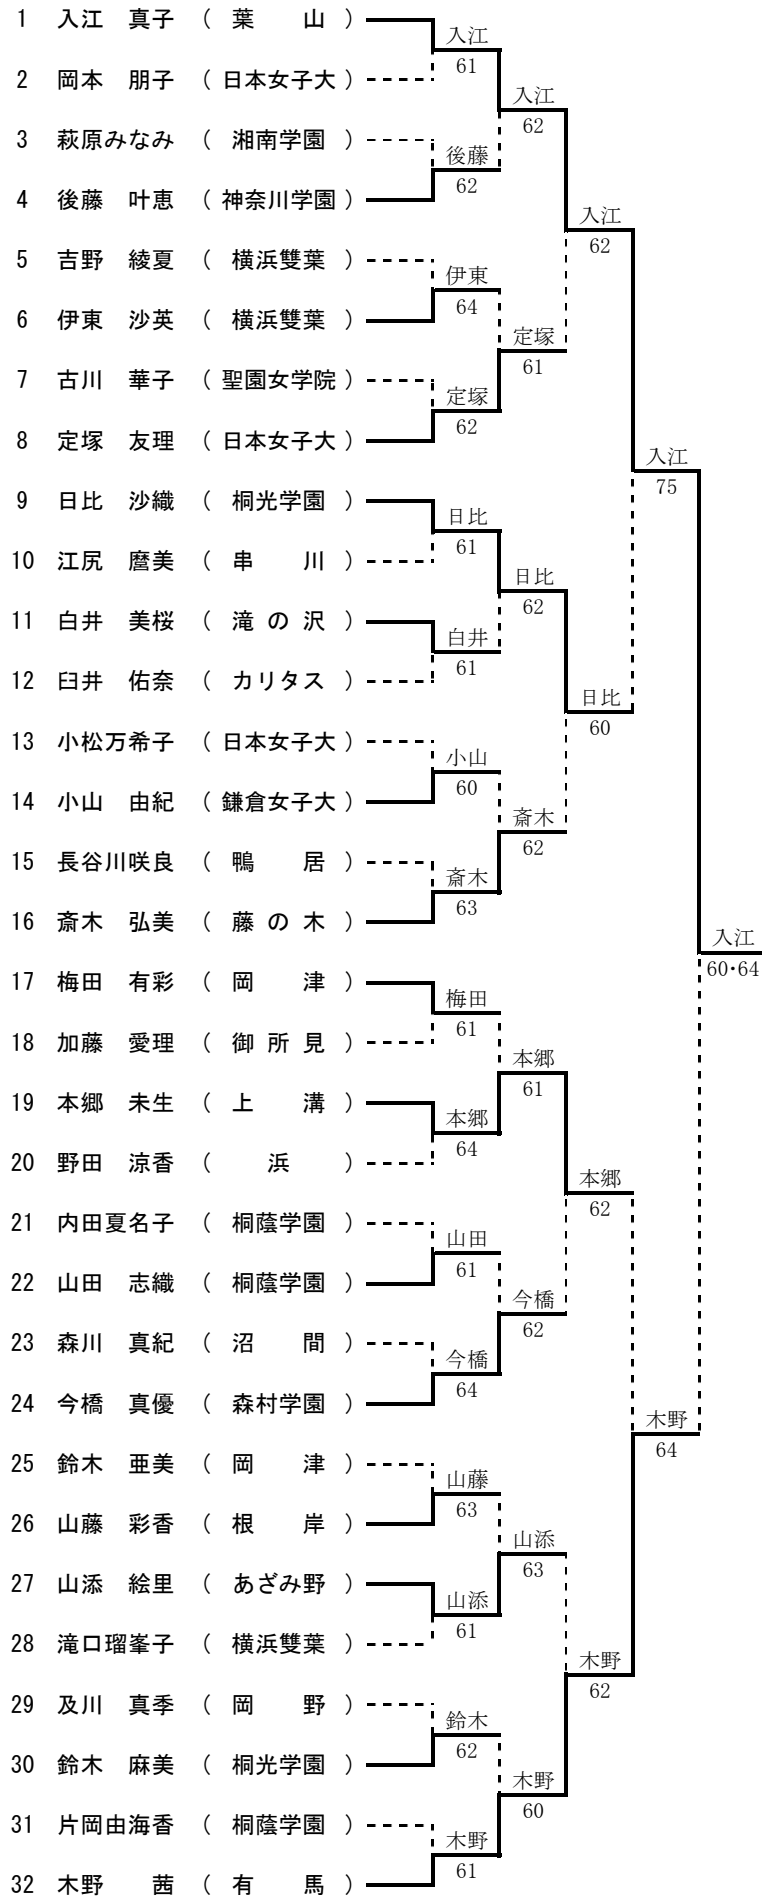 1 入江 真子 （ 葉 山 ）
2 岡本 朋子 （ 日本女子大 ）
3 萩原みなみ （ 湘南学園 ）
4 後藤 叶恵 （ 神奈川学園 ）
5 吉野 綾夏 （ 横浜雙葉 ）
6 伊東 沙英 （ 横浜雙葉 ）
7 古川 華子 （ 聖園女学院 ）
8 定塚 友理 （ 日本女子大 ）
9 日比 沙織 （ 桐光学園 ）
10 江尻 麿美 （ 串 川 ）
11 白井 美桜 （ 滝 の 沢 ）
12 臼井 佑奈 （ カリタス ）
13 小松万希子 （ 日本女子大 ）
14 小山 由紀 （ 鎌倉女子大 ）
15 長谷川咲良 （ 鴨 居 ）
16 斎木 弘美 （ 藤 の 木 ）
17 梅田 有彩 （ 岡 津 ）
18 加藤 愛理 （ 御 所 見 ）
19 本郷 未生 （ 上 溝 ）
20 野田 涼香 （ 浜 ）
21 内田夏名子 （ 桐蔭学園 ）
22 山田 志織 （ 桐蔭学園 ）
23 森川 真紀 （ 沼 間 ）
24 今橋 真優 （ 森村学園 ）
25 鈴木 亜美 （ 岡 津 ）
26 山藤 彩香 （ 根 岸 ）
27 山添 絵里 （ あざみ野 ）
28 滝口瑠峯子 （ 横浜雙葉 ）
29 及川 真季 （ 岡 野 ）
30 鈴木 麻美 （ 桐光学園 ）
31 片岡由海香 （ 桐蔭学園 ）
32 木野 茜 （ 有 馬 ）
入江
61
後藤
62
伊東
64
定塚
62
日比
61
白井
61
小山
60
斎木
63
梅田
61
本郷
64
山田
61
今橋
64
山藤
63
山添
61
鈴木
62
木野
61
入江
62
定塚
61
日比
62
斎木
62
本郷
61
今橋
62
山添
63
木野
60
入江
62
日比
60
本郷
62
木野
62
入江
75
木野
64
入江
60・64